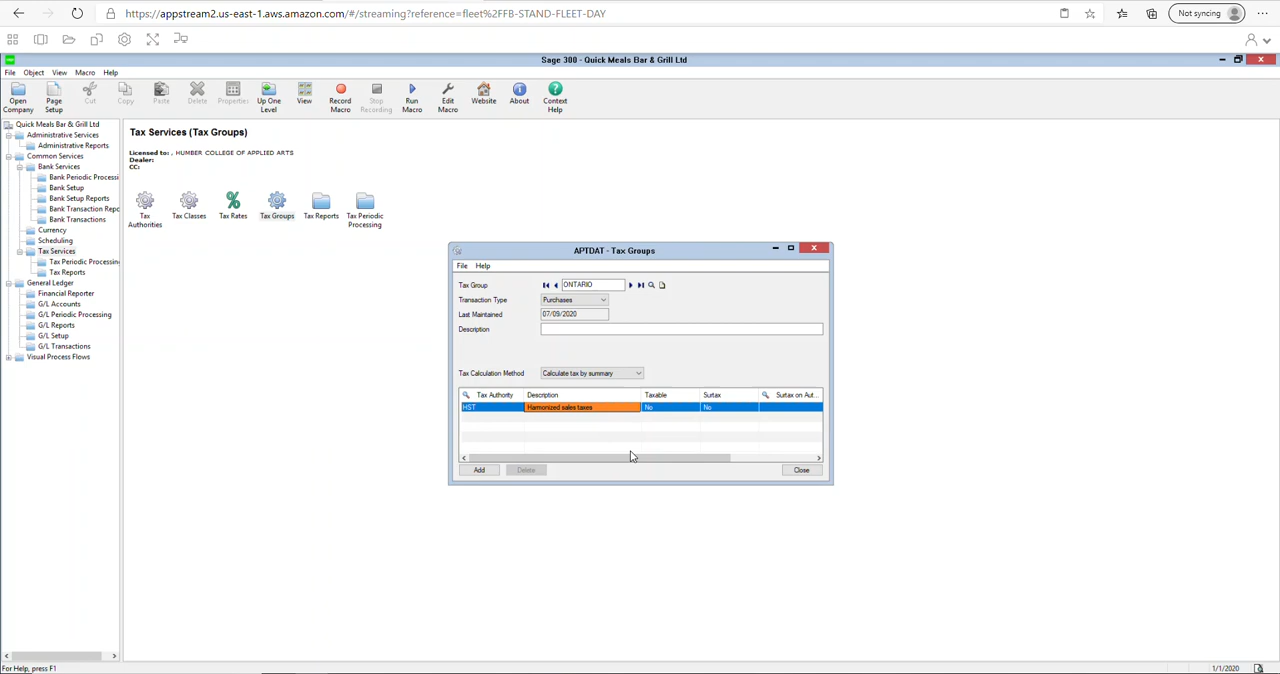 https://appstream2.us-east-1.aws.amazon.com/#/streaming?reference=fleet%2FFB-STAND-FLEET-DAY
Not syncing
Sage 300 - Quick Meals Bar & Grill Ltd
File Object View Macro Help
Open Company
Page Setup
Cut
Copy
Paste
Delete
Properties
Up One Level
View
Record Macro
Stop Recording
Run Macro
Edit Macro
Website
About
Context Help
Quick Meals Bar & Grill Ltd
Administrative Services
Administrative Reports
Common Services
Bank Services
Bank Periodic Processi
Bank Setup
Bank Setup Reports
Bank Transaction Repc
Bank Transactions
Currency
Scheduling
Tax Services
Tax Periodic Processing
Tax Reports
General Ledger
Financial Reporter
G/L Accounts
G/L Periodic Processing
G/L Reports
G/L Setup
G/L Transactions
Visual Process Flows
Tax Services (Tax Groups)
Licensed to: , HUMBER COLLEGE OF APPLIED ARTS
Dealer:
CC:
Tax Authorities
Tax Classes
Tax Rates
Tax Groups
Tax Reports
Tax Periodic Processing
APTDAT - Tax Groups
File Help
Tax Group ONTARIO
Transaction Type Purchases
Last Maintained 07/09/2020
Description
Tax Calculation Method Calculate tax by summary
Tax Authority Description Taxable Surtax Surtax on Aut...
HST Harmonized sales taxes No No
Add Delete Close
For Help, press F1
1/1/2020